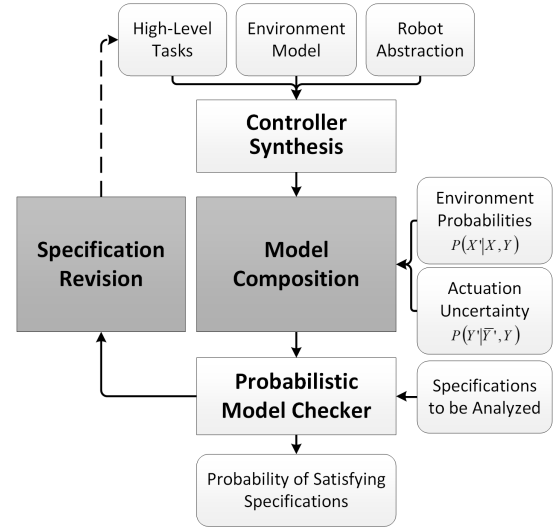 High-Level
Tasks
Environment
Model
Robot
Abstraction
Controller
Synthesis
Specification
Revision
Model
Composition
Environment
Probabilities
P(X'|X,Y)
Actuation
Uncertainty
P(Y'|Y̅',Y)
Probabilistic
Model Checker
Specifications
to be Analyzed
Probability of Satisfying
Specifications